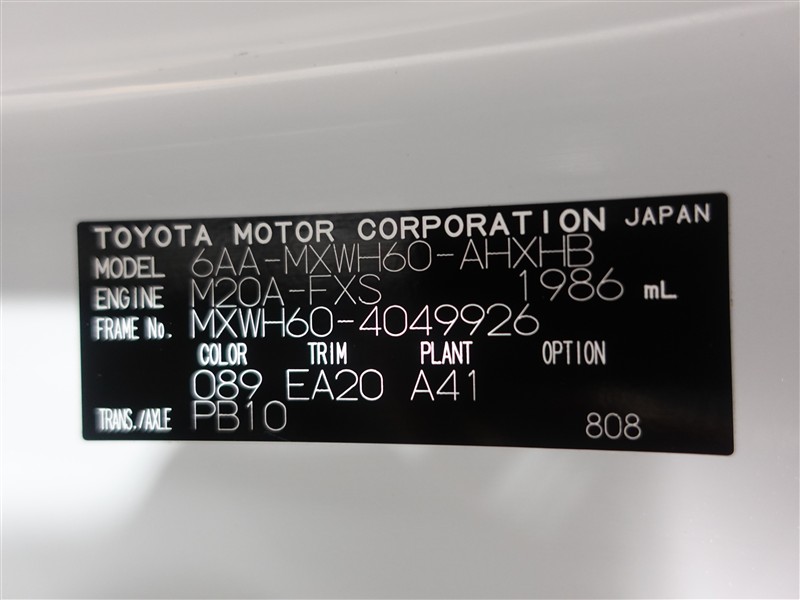 TOYOTA MOTOR CORPORATION JAPAN
MODEL 6AA-MXWH60-AHXHB
ENGINE M20A-FXS 1986 mL
FRAME No. MXWH60-4049926
COLOR TRIM PLANT OPTION
089 EA20 A41
TRANS./AXLE PB10 808